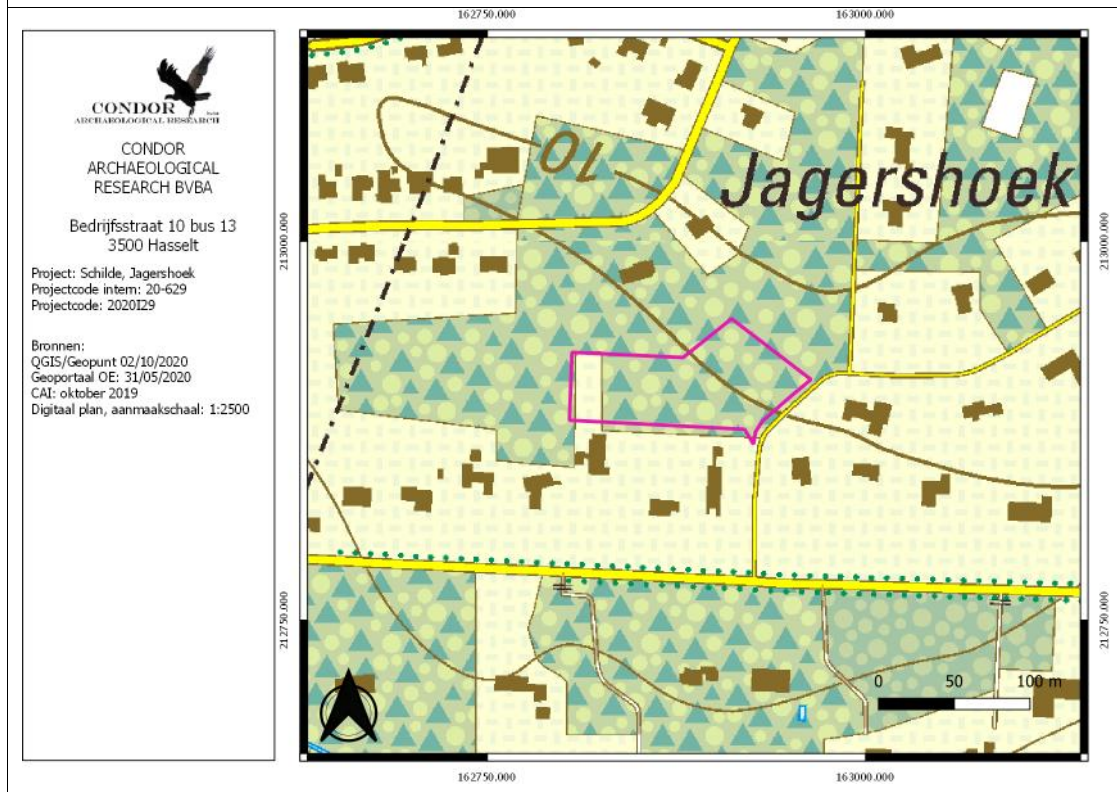 CONDOR
ARCHAEOLOGICAL RESEARCH
CONDOR
ARCHAEOLOGICAL
RESEARCH BVBA
Bedrijfsstraat 10 bus 13
3500 Hasselt
Project: Schilde, Jagershoek
Projectcode intern: 20-629
Projectcode: 2020I29
Bronnen:
QGIS/Geopunt 02/10/2020
Geoportaal OE: 31/05/2020
CAI: oktober 2019
Digitaal plan, aanmaakschaal: 1:2500
162750.000 163000.000
10
Jagershoek
213000.000 213000.000
212750.000 212750.000
0 50 100 m
162750.000 163000.000